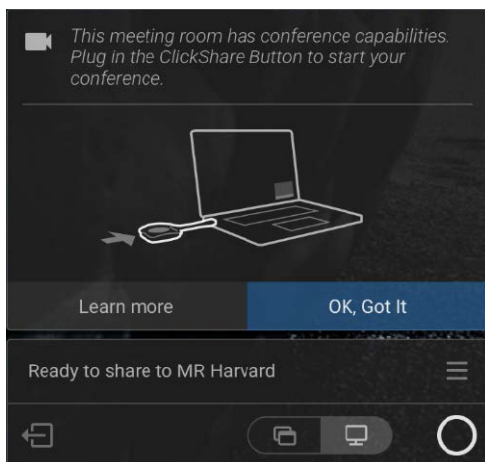 This meeting room has conference capabilities.
Plug in the ClickShare Button to start your
conference.
Learn more
OK, Got It
Ready to share to MR Harvard